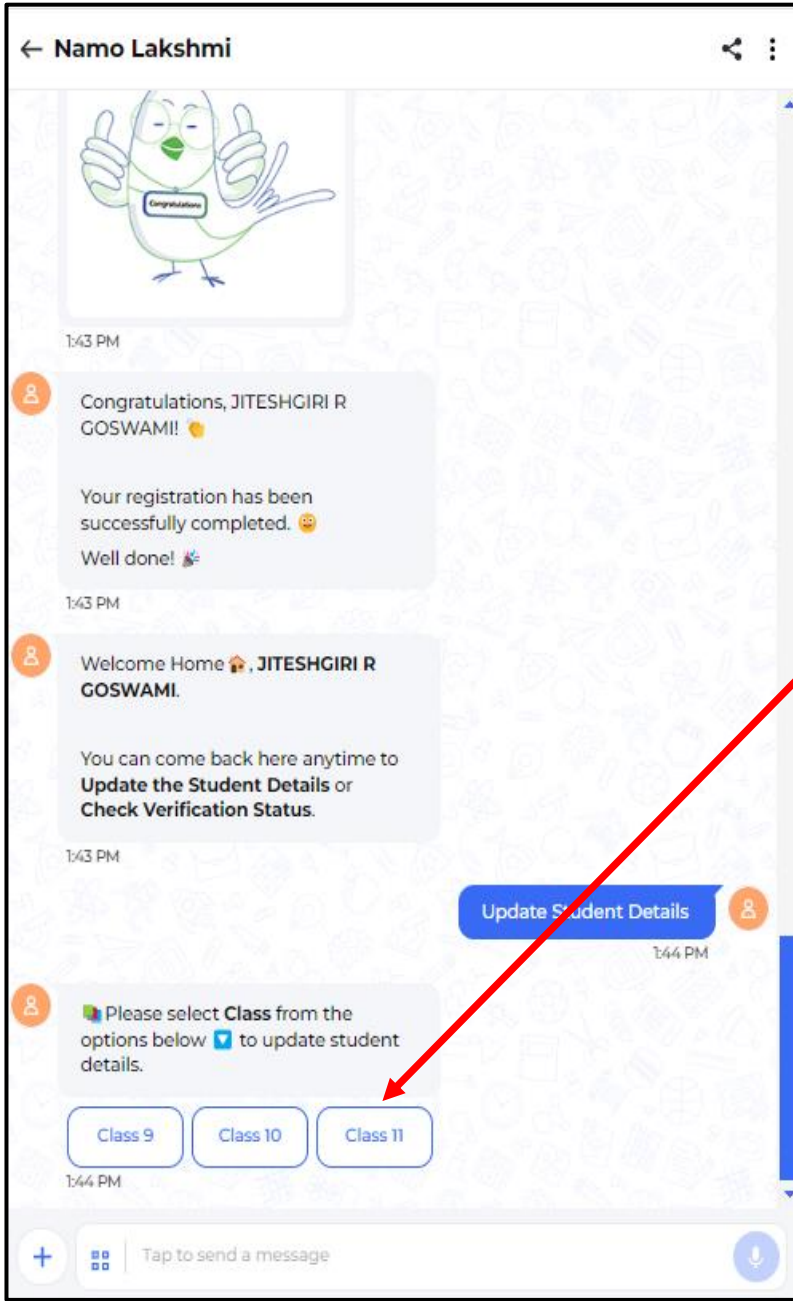 Namo Lakshmi
Congratulations
1:43 PM
Congratulations, JITESHGIRI R
GOSWAMI! 👏
Your registration has been
successfully completed. 😀
Well done! 🎉
1:43 PM
Welcome Home 🏠, JITESHGIRI R
GOSWAMI.
You can come back here anytime to
Update the Student Details or
Check Verification Status.
1:43 PM
Update Student Details
1:44 PM
📚 Please select Class from the
options below 🔽 to update student
details.
Class 9 Class 10 Class 11
1:44 PM
Tap to send a message